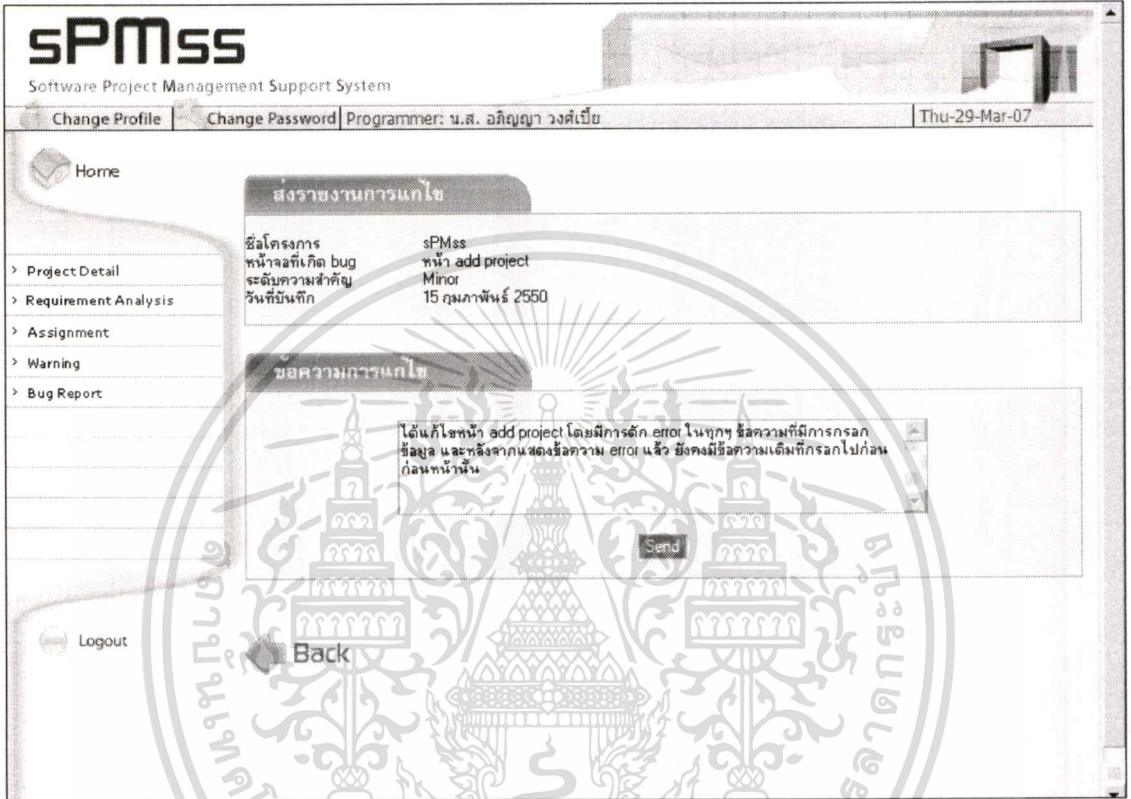 sPMss
Software Project Management Support System
Change Profile Change Password Programmer: น.ส. อภิญญา วงศ์เปี้ย Thu-29-Mar-07
Home
ส่งรายงานการแก้ไข
ชื่อโครงการ sPMss
หน้าจอที่เกิด bug หน้า add project
ระดับความสำคัญ Minor
วันที่บันทึก 15 กุมภาพันธ์ 2550
> Project Detail
> Requirement Analysis
> Assignment
> Warning
> Bug Report
ข้อความการแก้ไข
ได้แก้ไขหน้า add project โดยมีการดัก error ในทุกๆ ข้อความที่มีการกรอก
ข้อมูล และหลังจากแสดงข้อความ error แล้ว ยังคงมีข้อความเดิมที่กรอกไปก่อน
ก่อนหน้านั้น
Send
Logout
Back